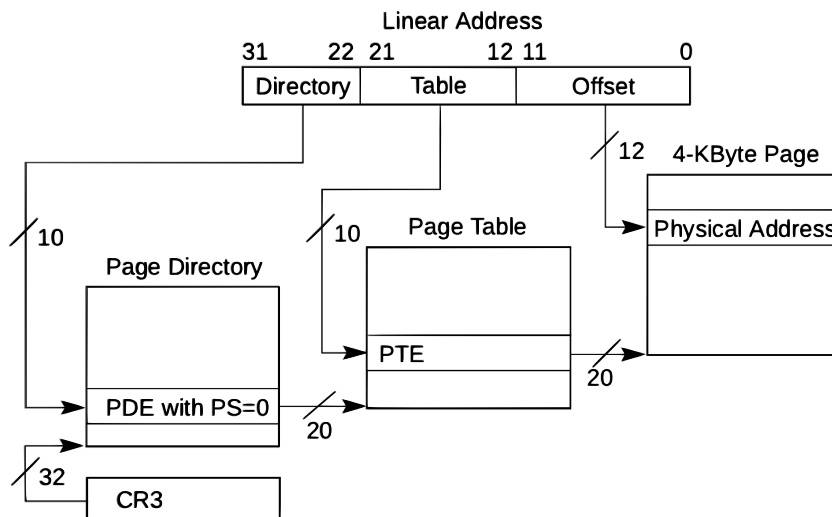 Linear Address
31 22 21 12 11 0
Directory Table Offset
12
4-KByte Page
Physical Address
10
10
Page Table
Page Directory
PTE
20
PDE with PS=0
20
32
CR3